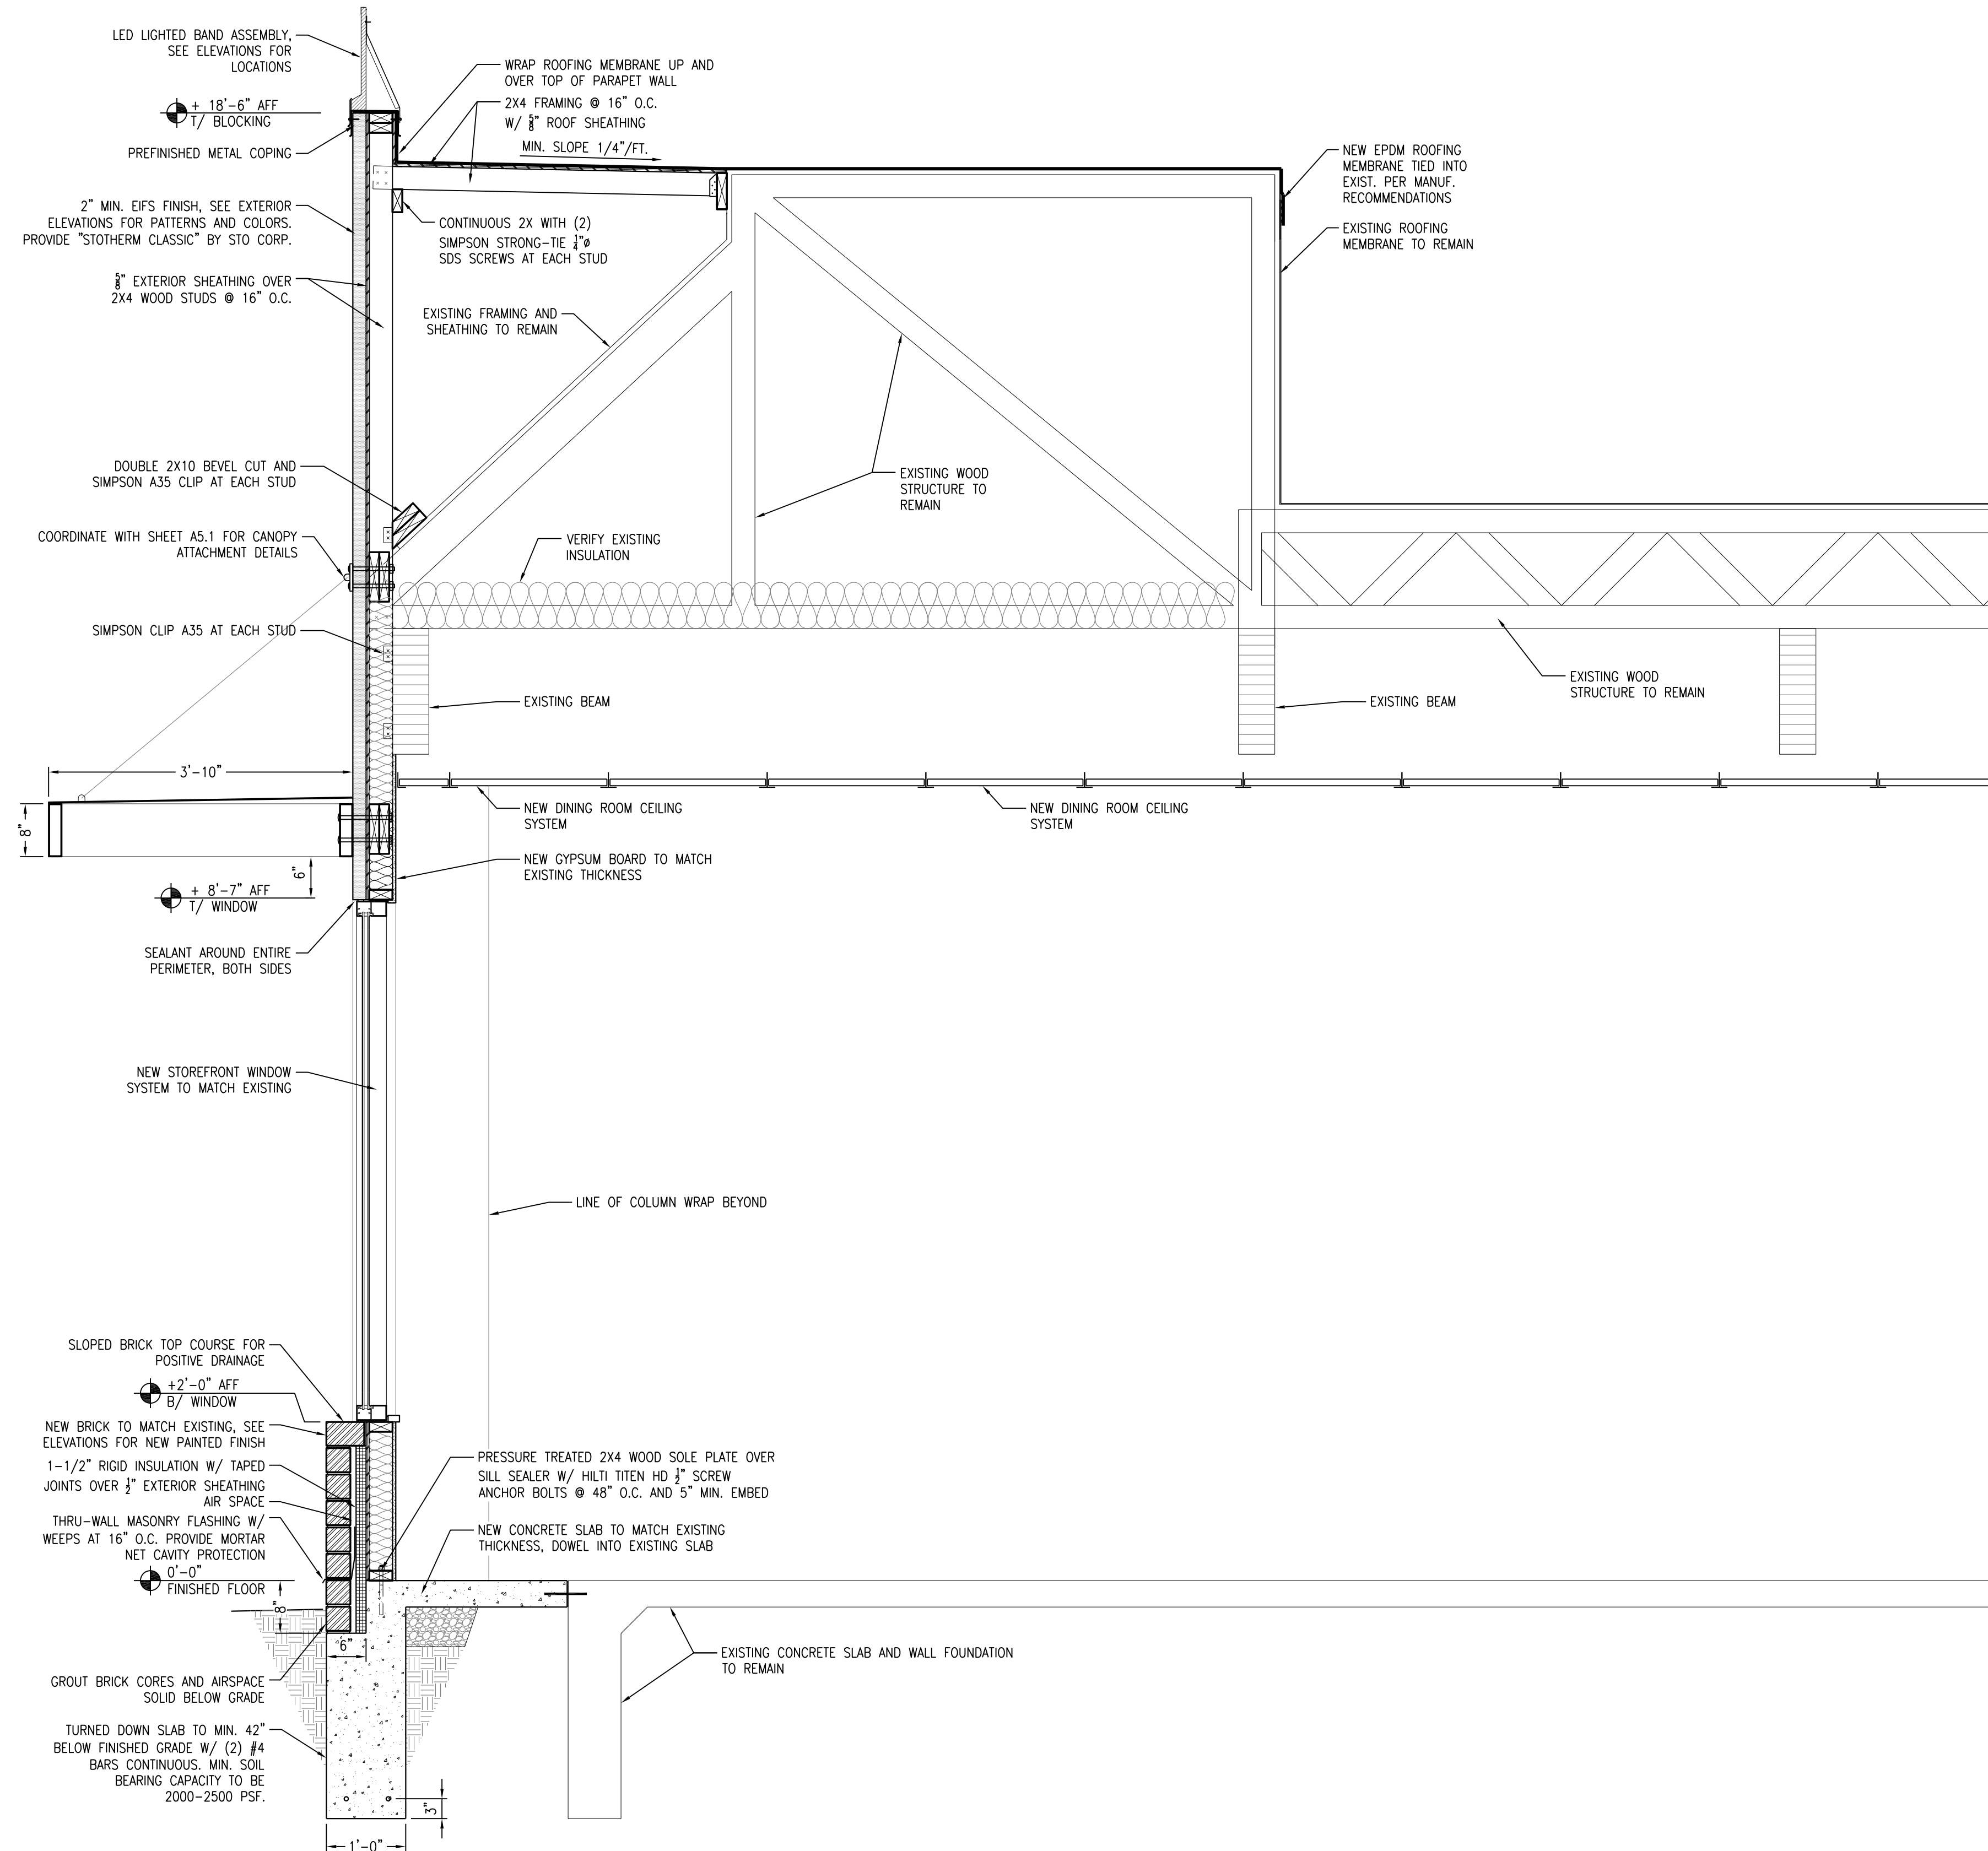 LED LIGHTED BAND ASSEMBLY,
SEE ELEVATIONS FOR
LOCATIONS
+ 18'-6" AFF
T/ BLOCKING
PREFINISHED METAL COPING
2" MIN. EIFS FINISH, SEE EXTERIOR
ELEVATIONS FOR PATTERNS AND COLORS.
PROVIDE "STOTHERM CLASSIC" BY STO CORP.
5/8" EXTERIOR SHEATHING OVER
2X4 WOOD STUDS @ 16" O.C.
WRAP ROOFING MEMBRANE UP AND
OVER TOP OF PARAPET WALL
2X4 FRAMING @ 16" O.C.
W/ 5/8" ROOF SHEATHING
MIN. SLOPE 1/4"/FT.
CONTINUOUS 2X WITH (2)
SIMPSON STRONG-TIE 1/4"ø
SDS SCREWS AT EACH STUD
EXISTING FRAMING AND
SHEATHING TO REMAIN
NEW EPDM ROOFING
MEMBRANE TIED INTO
EXIST. PER MANUF.
RECOMMENDATIONS
EXISTING ROOFING
MEMBRANE TO REMAIN
DOUBLE 2X10 BEVEL CUT AND
SIMPSON A35 CLIP AT EACH STUD
EXISTING WOOD
STRUCTURE TO
REMAIN
COORDINATE WITH SHEET A5.1 FOR CANOPY
ATTACHMENT DETAILS
VERIFY EXISTING
INSULATION
SIMPSON CLIP A35 AT EACH STUD
EXISTING BEAM
EXISTING BEAM
EXISTING WOOD
STRUCTURE TO REMAIN
3'-10"
8"
6"
NEW DINING ROOM CEILING
SYSTEM
NEW DINING ROOM CEILING
SYSTEM
NEW GYPSUM BOARD TO MATCH
EXISTING THICKNESS
+ 8'-7" AFF
T/ WINDOW
SEALANT AROUND ENTIRE
PERIMETER, BOTH SIDES
NEW STOREFRONT WINDOW
SYSTEM TO MATCH EXISTING
LINE OF COLUMN WRAP BEYOND
SLOPED BRICK TOP COURSE FOR
POSITIVE DRAINAGE
+2'-0" AFF
B/ WINDOW
NEW BRICK TO MATCH EXISTING, SEE
ELEVATIONS FOR NEW PAINTED FINISH
1-1/2" RIGID INSULATION W/ TAPED
JOINTS OVER 1/2" EXTERIOR SHEATHING
AIR SPACE
THRU-WALL MASONRY FLASHING W/
WEEPS AT 16" O.C. PROVIDE MORTAR
NET CAVITY PROTECTION
0'-0"
FINISHED FLOOR
8"
6"
PRESSURE TREATED 2X4 WOOD SOLE PLATE OVER
SILL SEALER W/ HILTI TITEN HD 1/2" SCREW
ANCHOR BOLTS @ 48" O.C. AND 5" MIN. EMBED
NEW CONCRETE SLAB TO MATCH EXISTING
THICKNESS, DOWEL INTO EXISTING SLAB
EXISTING CONCRETE SLAB AND WALL FOUNDATION
TO REMAIN
GROUT BRICK CORES AND AIRSPACE
SOLID BELOW GRADE
TURNED DOWN SLAB TO MIN. 42"
BELOW FINISHED GRADE W/ (2) #4
BARS CONTINUOUS. MIN. SOIL
BEARING CAPACITY TO BE
2000-2500 PSF.
3"
1'-0"